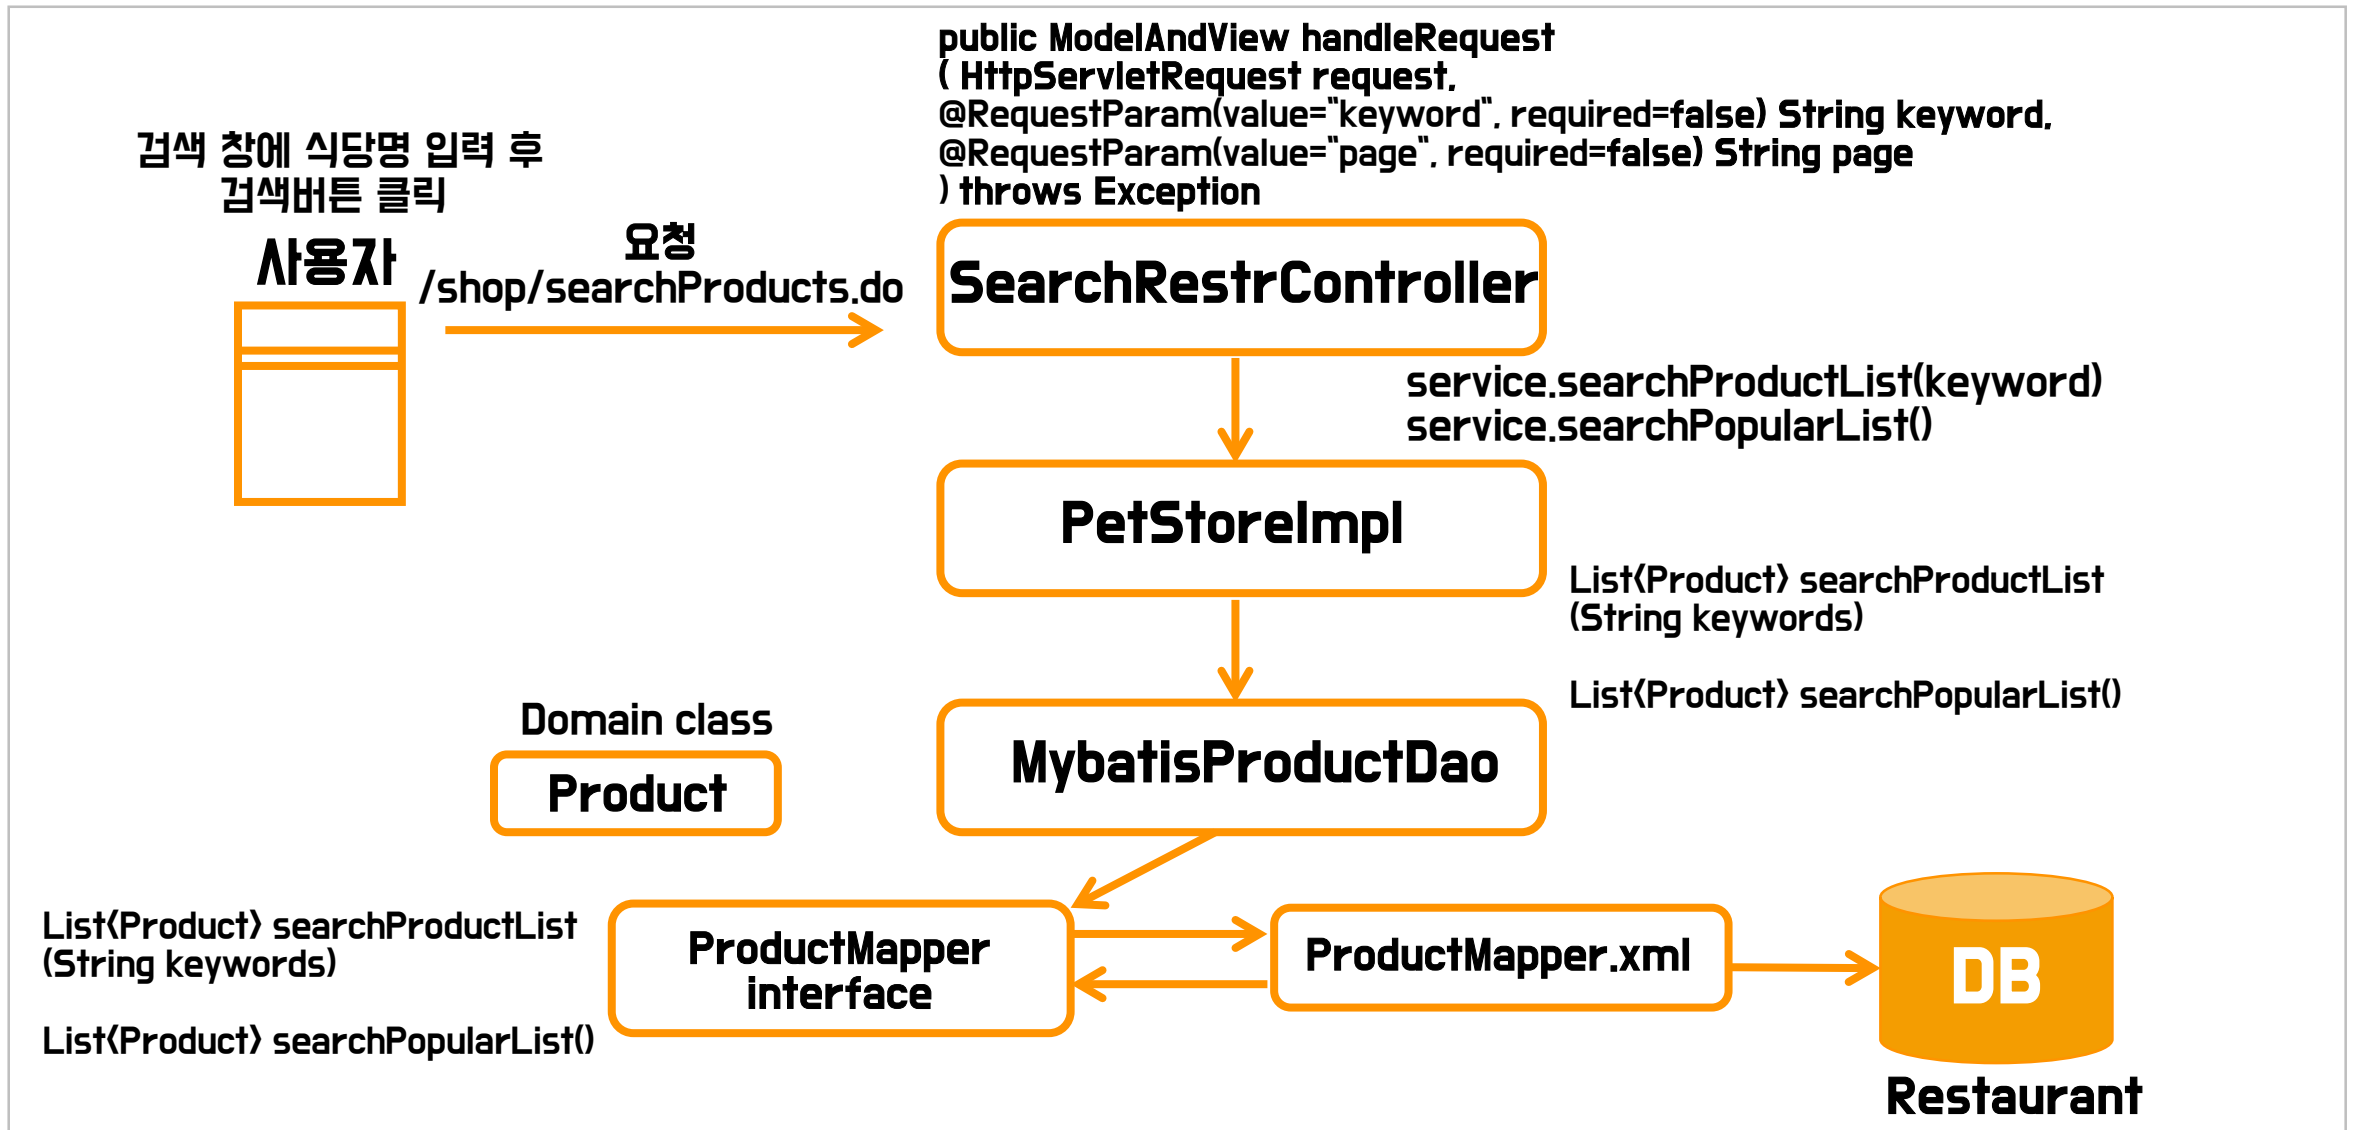 public ModelAndView handleRequest
( HttpServletRequest request,
@RequestParam(value="keyword", required=false) String keyword,
@RequestParam(value="page", required=false) String page
) throws Exception
검색 창에 식당명 입력 후
검색버튼 클릭
사용자
요청
/shop/searchProducts.do
SearchRestrController
service.searchProductList(keyword)
service.searchPopularList()
PetStoreImpl
List<Product> searchProductList
(String keywords)
List<Product> searchPopularList()
Domain class
Product
MybatisProductDao
List<Product> searchProductList
(String keywords)
List<Product> searchPopularList()
ProductMapper
interface
ProductMapper.xml
DB
Restaurant